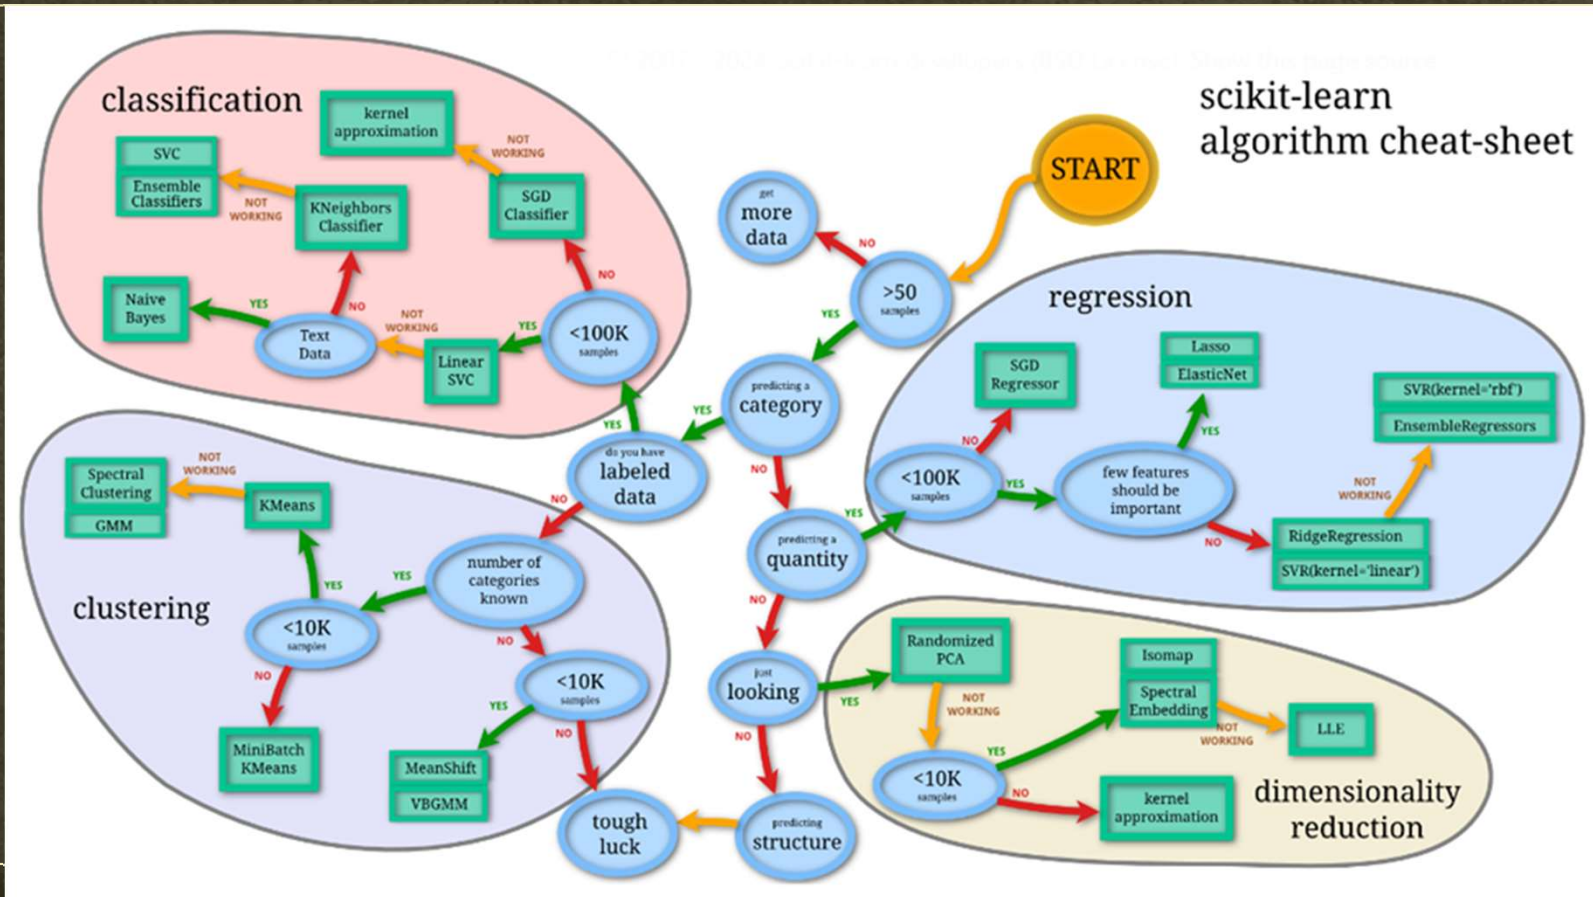 scikit-learn
algorithm cheat-sheet
START
classification
kernel
approximation
NOT
WORKING
SVC
Ensemble
Classifiers
NOT
WORKING
KNeighbors
Classifier
SGD
Classifier
NO
Naive
Bayes
YES
NO
Text
Data
NOT
WORKING
Linear
SVC
YES
<100K
samples
YES
get
more
data
NO
>50
samples
YES
predicting a
category
YES
do you have
labeled
data
NO
NO
predicting a
quantity
YES
NO
just
looking
YES
NO
predicting
structure
tough
luck
regression
SGD
Regressor
NO
<100K
samples
YES
Lasso
ElasticNet
YES
few features
should be
important
NO
SVR(kernel='rbf')
EnsembleRegressors
NOT
WORKING
RidgeRegression
SVR(kernel='linear')
clustering
Spectral
Clustering
GMM
NOT
WORKING
KMeans
YES
<10K
samples
YES
number of
categories
known
NO
NO
MiniBatch
KMeans
<10K
samples
YES
NO
MeanShift
VBGMM
dimensionality
reduction
Randomized
PCA
NOT
WORKING
<10K
samples
YES
NO
Isomap
Spectral
Embedding
NOT
WORKING
LLE
kernel
approximation